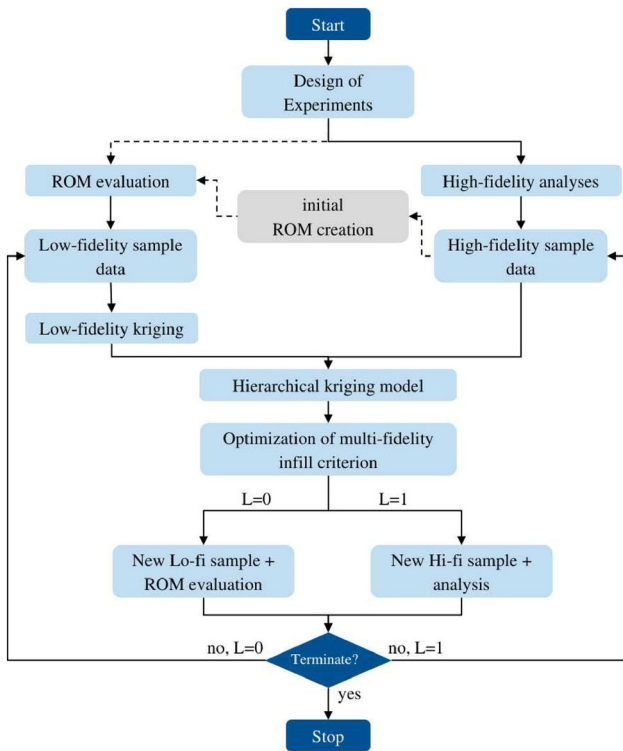 Start
Design of
Experiments
ROM evaluation
High-fidelity analyses
initial
ROM creation
Low-fidelity sample
data
High-fidelity sample
data
Low-fidelity kriging
Hierarchical kriging model
Optimization of multi-fidelity
infill criterion
L=0
L=1
New Lo-fi sample +
ROM evaluation
New Hi-fi sample +
analysis
no, L=0
Terminate?
no, L=1
yes
Stop